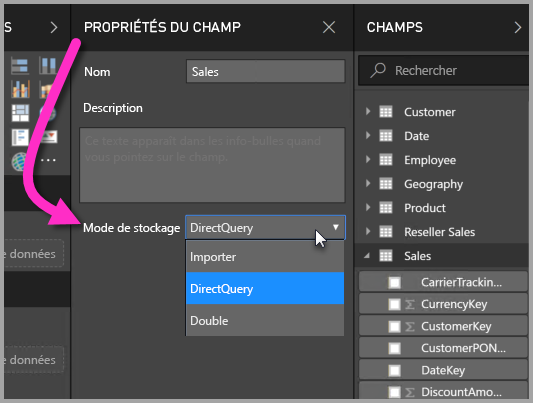 PROPRIÉTÉS DU CHAMP
Nom
Sales
Description
Ce texte apparaît dans les info-bulles quand
vous pointez sur le champ.
Mode de stockage
DirectQuery
Importer
DirectQuery
Double
e données
e données
CHAMPS
Rechercher
Customer
Date
Employee
Geography
Product
Reseller Sales
Sales
CarrierTrackin...
CurrencyKey
CustomerKey
CustomerPON...
DateKey
DiscountAmo...